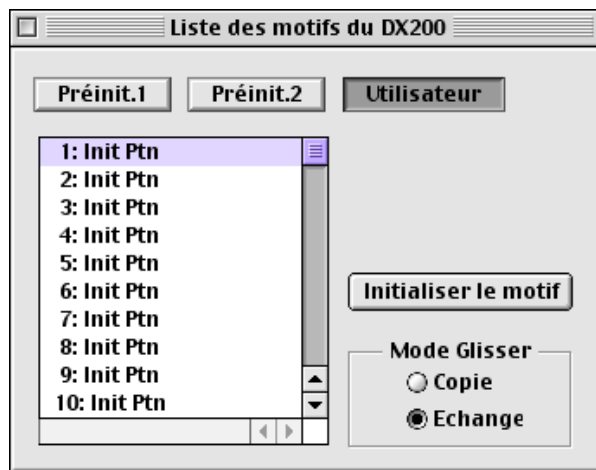 Liste des motifs du DX200
Préinit.1 Préinit.2 Utilisateur
1: Init Ptn
2: Init Ptn
3: Init Ptn
4: Init Ptn
5: Init Ptn
6: Init Ptn
7: Init Ptn
8: Init Ptn
9: Init Ptn
10: Init Ptn
Initialiser le motif
Mode Glisser
Copie
Echange